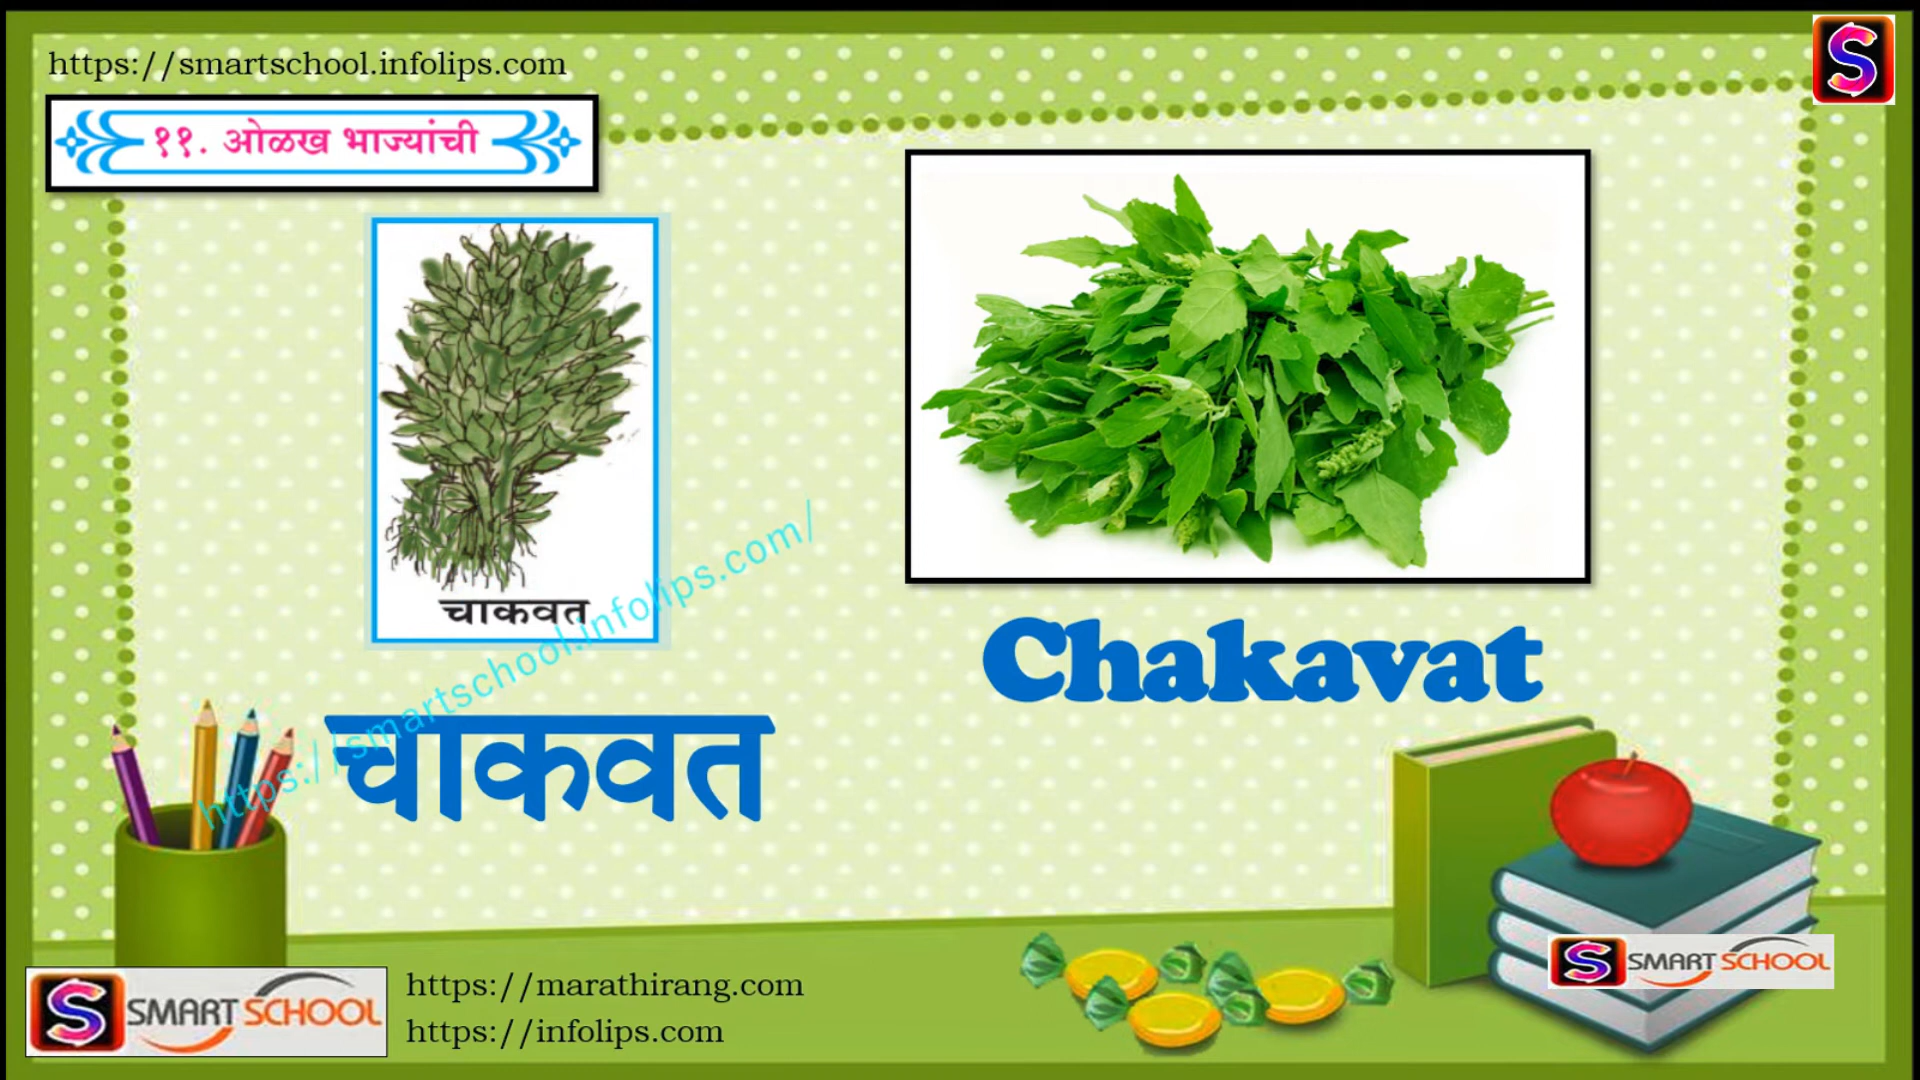 https://smartschool.infolips.com
S
११. ओळख भाज्यांची
चाकवत
https://smartschool.infolips.com/
Chakavat
चाकवत
S SMART SCHOOL
S SMART SCHOOL
https://marathirang.com
https://infolips.com